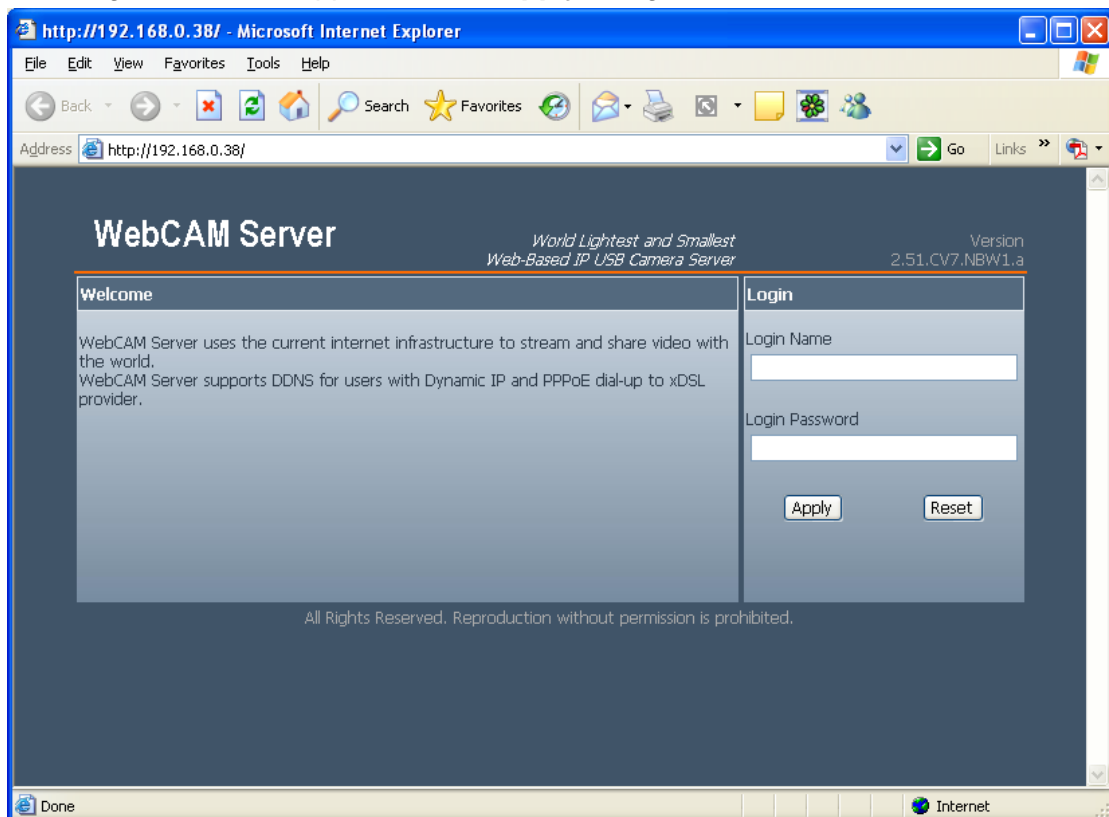 http://192.168.0.38/ - Microsoft Internet Explorer
File Edit View Favorites Tools Help
Back Search Favorites
Address http://192.168.0.38/ Go Links »
WebCAM Server
World Lightest and Smallest
Web-Based IP USB Camera Server
Version
2.51.CV7.NBW1.a
Welcome
WebCAM Server uses the current internet infrastructure to stream and share video with
the world.
WebCAM Server supports DDNS for users with Dynamic IP and PPPoE dial-up to xDSL
provider.
Login
Login Name
Login Password
Apply Reset
All Rights Reserved. Reproduction without permission is prohibited.
Done Internet